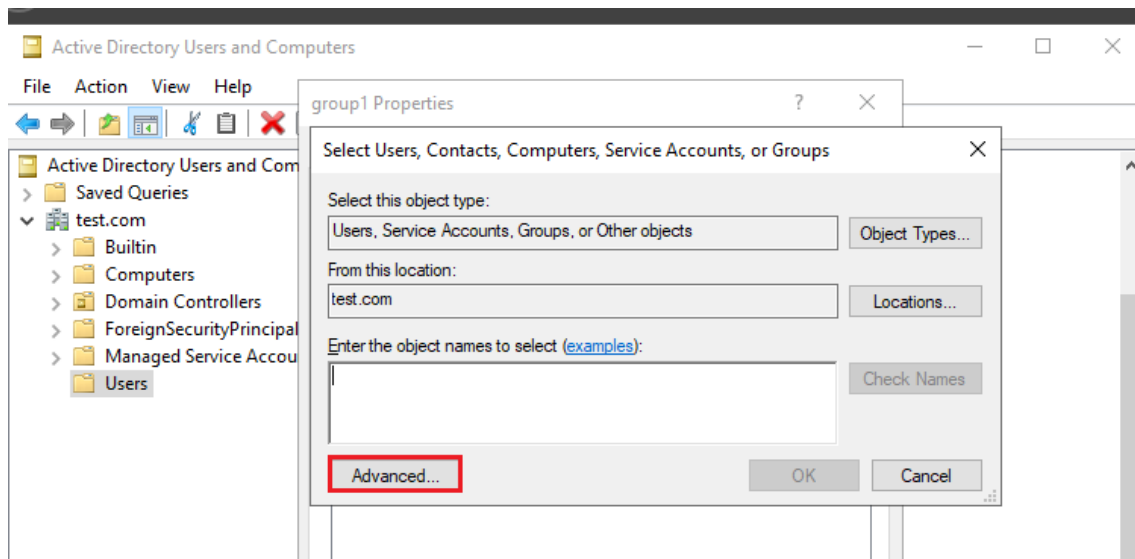 Active Directory Users and Computers
File Action View Help
group1 Properties
?
Active Directory Users and Com
Saved Queries
test.com
Builtin
Computers
Domain Controllers
ForeignSecurityPrincipal
Managed Service Accou
Users
Select Users, Contacts, Computers, Service Accounts, or Groups
Select this object type:
Users, Service Accounts, Groups, or Other objects
Object Types...
From this location:
test.com
Locations...
Enter the object names to select (examples):
Check Names
Advanced...
OK
Cancel